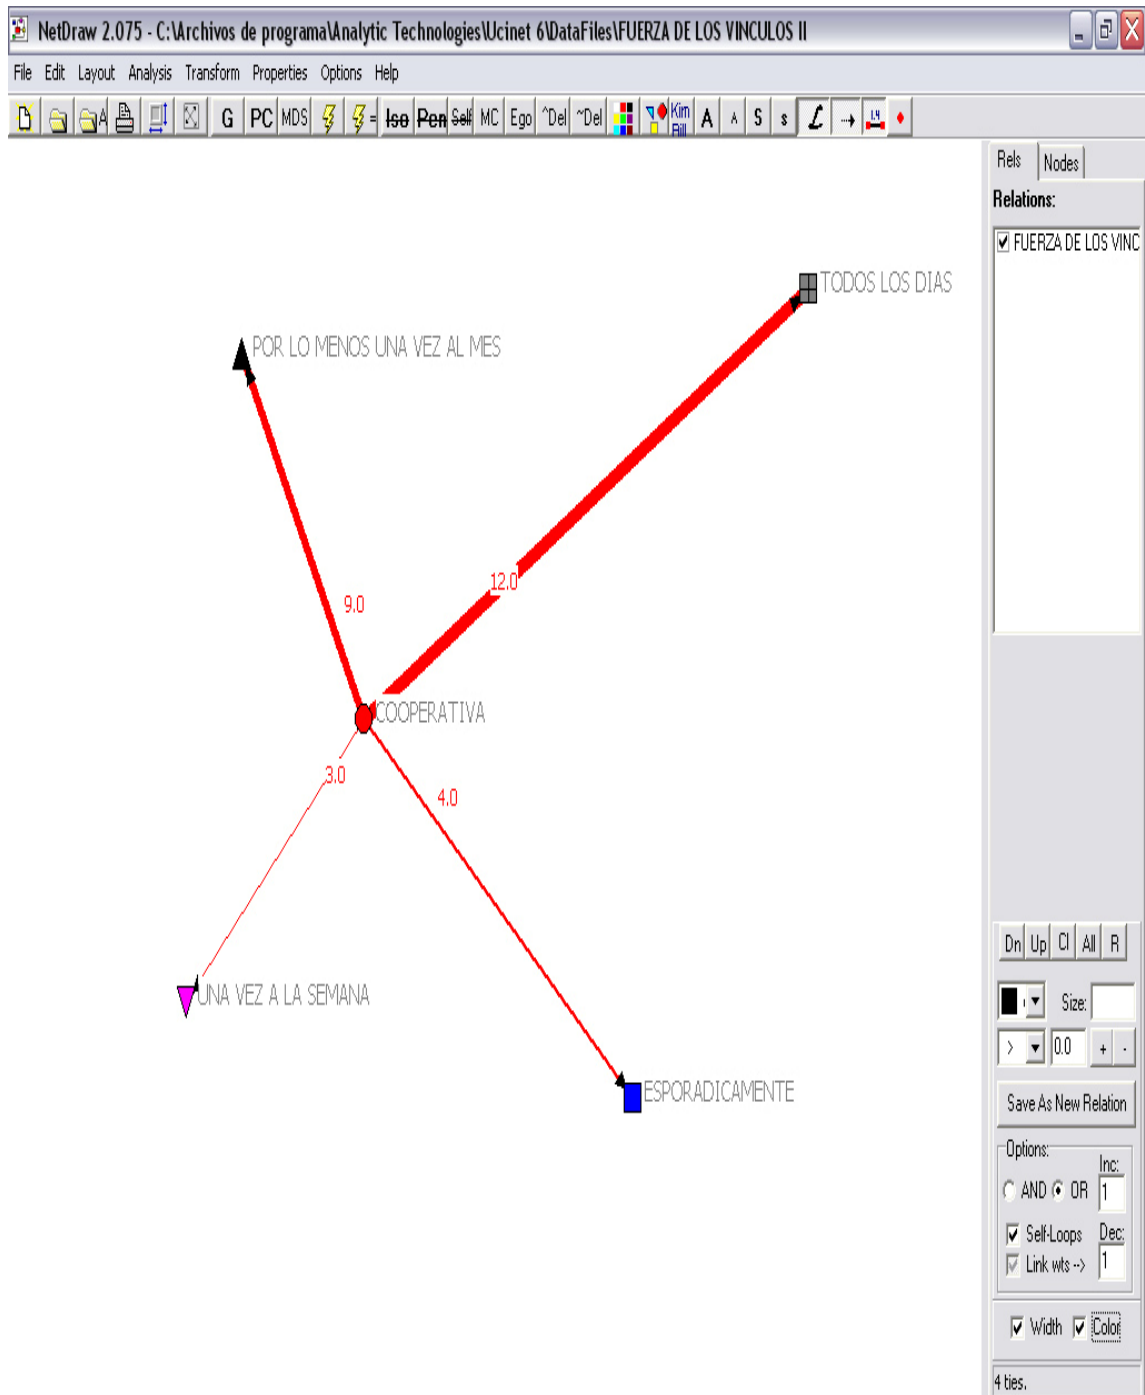 NetDraw 2.075 - C:\Archivos de programa\Analytic Technologies\Ucinet 6\DataFiles\FUERZA DE LOS VINCULOS II
File Edit Layout Analysis Transform Properties Options Help
A G PC MDS = Iso Pen Self MC Ego ^Del ~Del Kim Bill A A S s L 1.4
Rels Nodes
Relations:
FUERZA DE LOS VINC
TODOS LOS DIAS
POR LO MENOS UNA VEZ AL MES
12.0
9.0
COOPERATIVA
3.0
4.0
UNA VEZ A LA SEMANA
ESPORADICAMENTE
Dn Up Cl All R
Size:
> 0.0 + -
Save As New Relation
Options:
Inc:
AND OR 1
Self-Loops Dec:
Link wts --> 1
Width Color
4 ties.